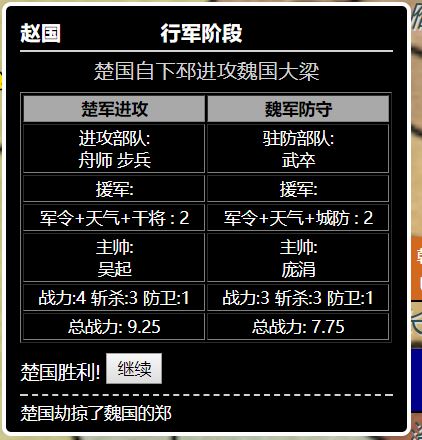 赵国 行军阶段
楚国自下邳进攻魏国大梁
楚军进攻 魏军防守
进攻部队: 驻防部队:
舟师 步兵 武卒
援军: 援军:
军令+天气+干将 : 2 军令+天气+城防 : 2
主帅: 主帅:
吴起 庞涓
战力:4 斩杀:3 防卫:1 战力:3 斩杀:3 防卫:1
总战力: 9.25 总战力: 7.75
楚国胜利! 继续
楚国劫掠了魏国的郑